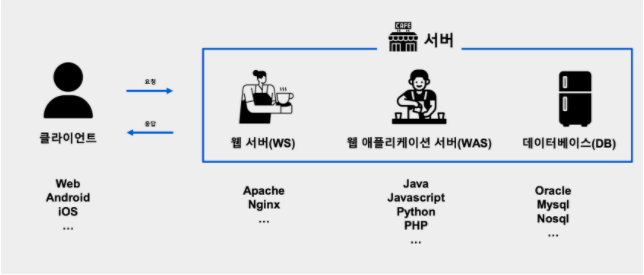 CAFE
서버
요청
응답
클라이언트
웹 서버(WS)
웹 애플리케이션 서버(WAS)
데이터베이스(DB)
Web
Android
iOS
...
Apache
Nginx
...
Java
Javascript
Python
PHP
...
Oracle
Mysql
Nosql
...